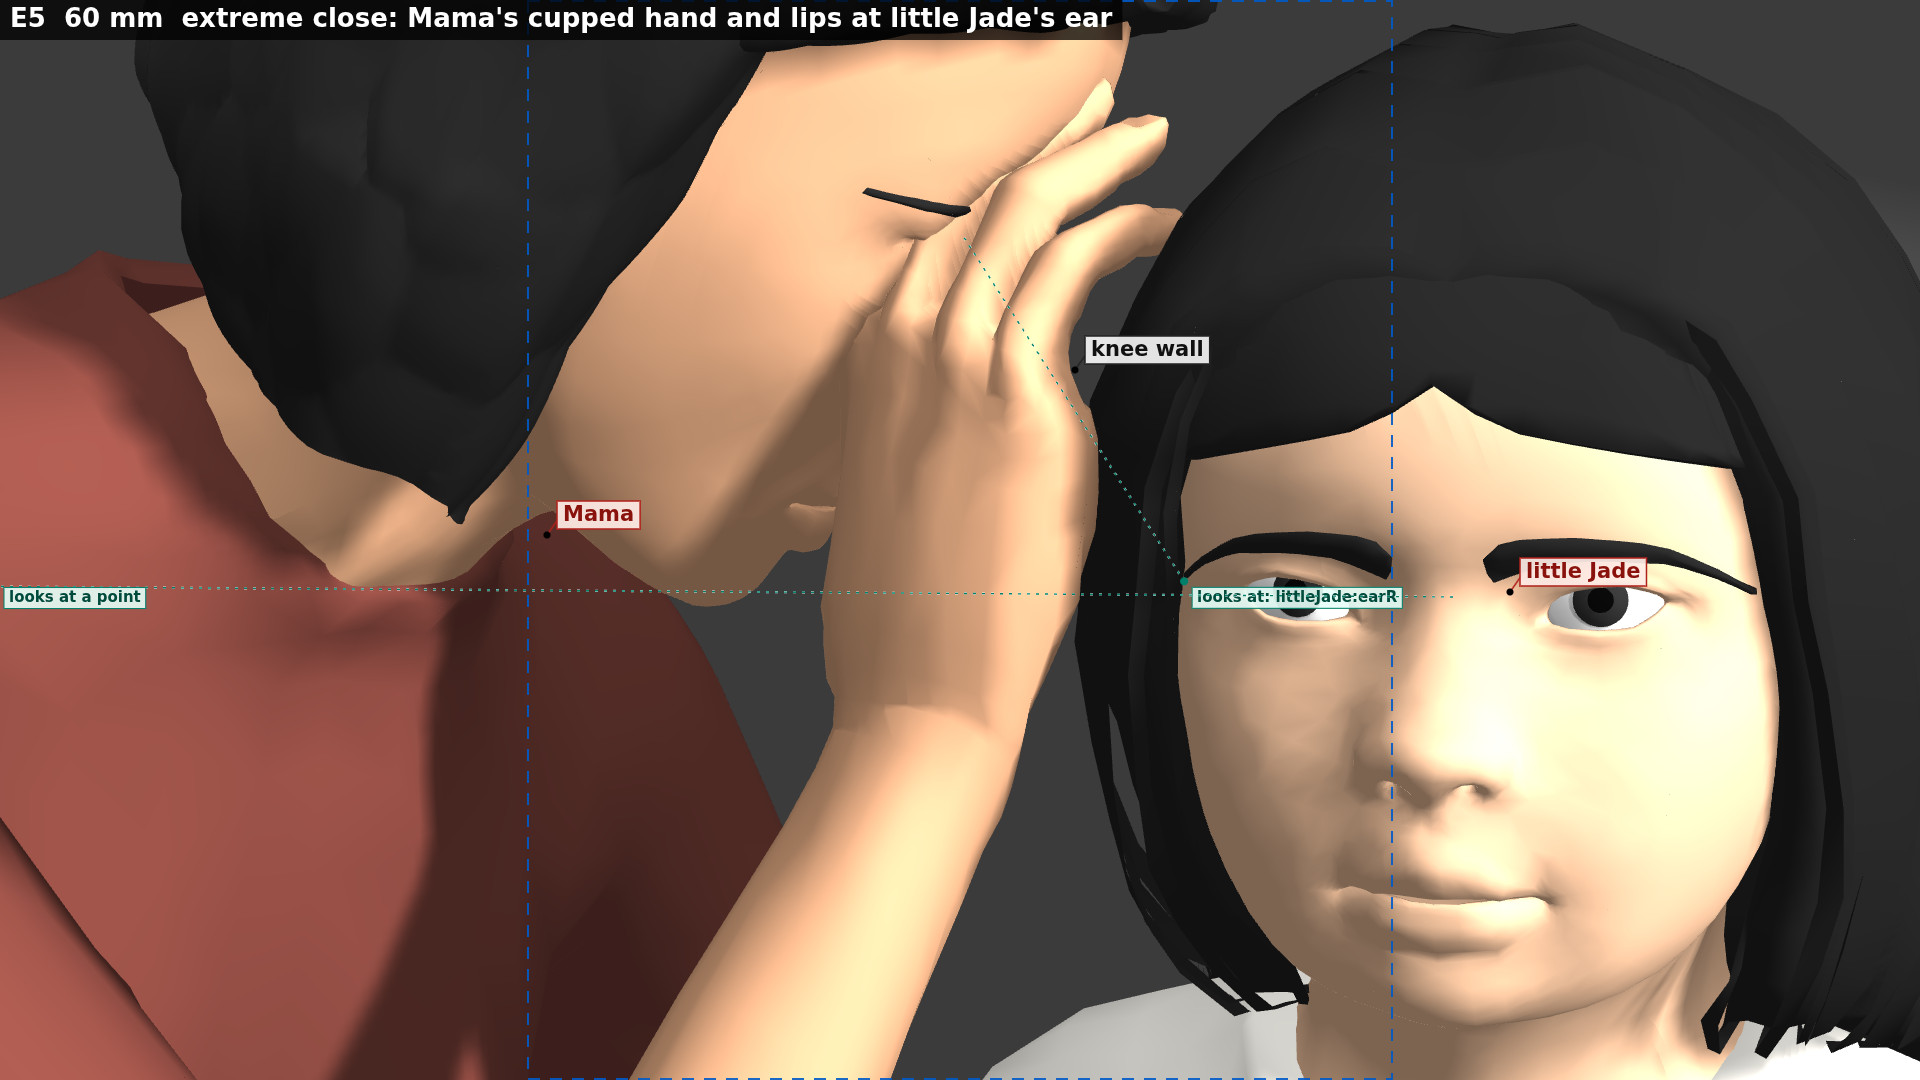 E5  60 mm  extreme close: Mama's cupped hand and lips at little Jade's ear
knee wall
Mama
little Jade
looks at a point
looks at: littleJade:earR